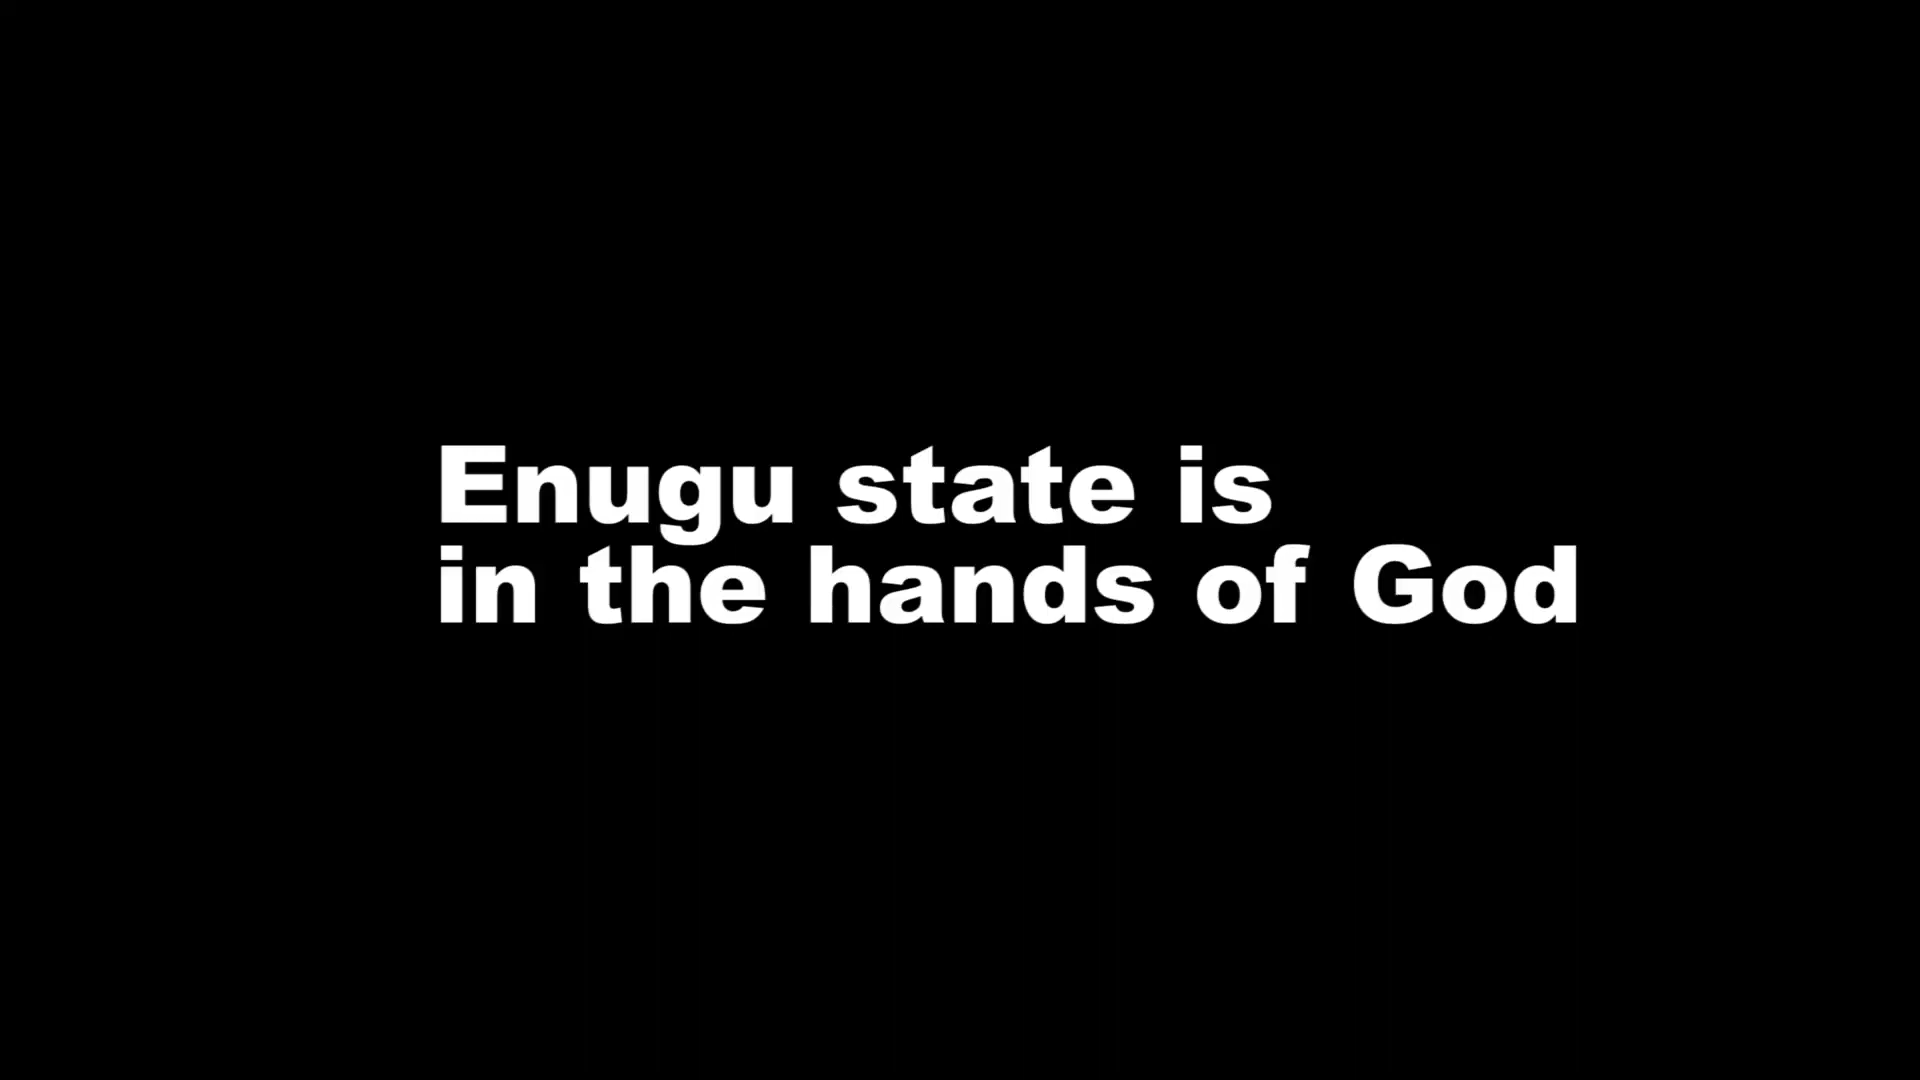 Enugu state is
in the hands of God